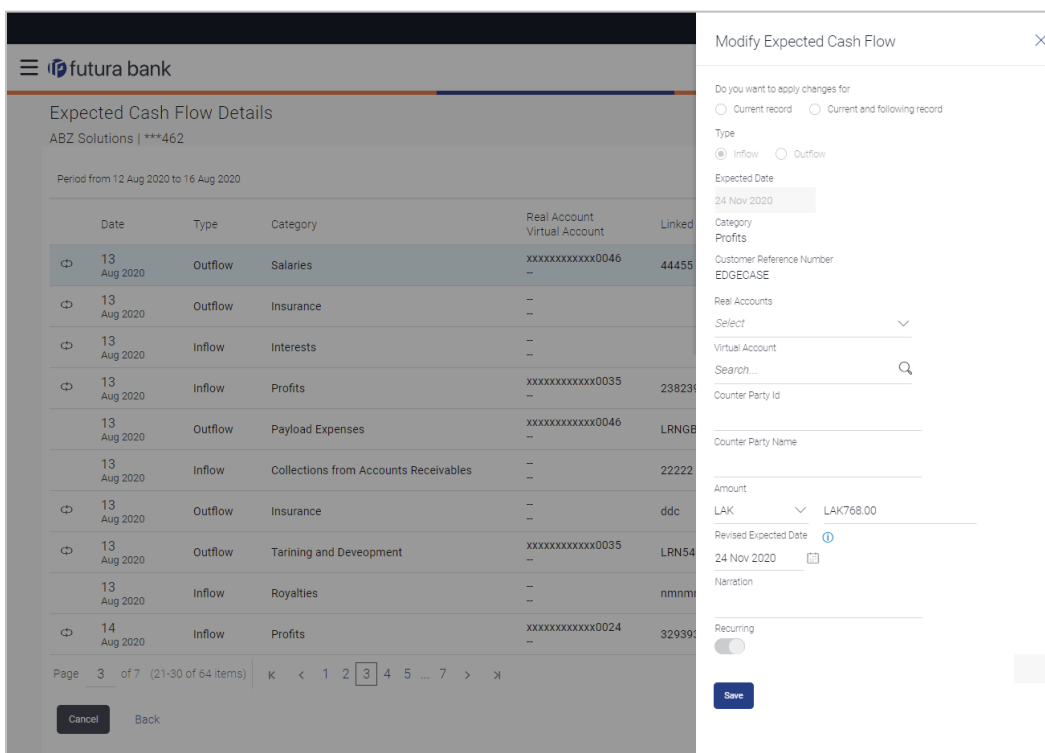 futura bank
Expected Cash Flow Details
ABZ Solutions | ***462
Period from 12 Aug 2020 to 16 Aug 2020
Date Type Category Real Account Virtual Account Linked
13 Aug 2020 Outflow Salaries xxxxxxxxxxxx0046 -- 44455
13 Aug 2020 Outflow Insurance -- --
13 Aug 2020 Inflow Interests -- --
13 Aug 2020 Inflow Profits xxxxxxxxxxxx0035 -- 238239
13 Aug 2020 Outflow Payload Expenses xxxxxxxxxxxx0046 -- LRNGB
13 Aug 2020 Inflow Collections from Accounts Receivables -- -- 22222
13 Aug 2020 Outflow Insurance -- -- ddc
13 Aug 2020 Outflow Tarining and Deveopment xxxxxxxxxxxx0035 -- LRN54
13 Aug 2020 Inflow Royalties -- -- nmnm
14 Aug 2020 Inflow Profits xxxxxxxxxxxx0024 -- 329393
Page 3 of 7 (21-30 of 64 items) 1 2 3 4 5 ... 7
Cancel Back
Modify Expected Cash Flow
Do you want to apply changes for
Current record Current and following record
Type
Inflow Outflow
Expected Date
24 Nov 2020
Category
Profits
Customer Reference Number
EDGECASE
Real Accounts
Select
Virtual Account
Search...
Counter Party Id
Counter Party Name
Amount
LAK LAK768.00
Revised Expected Date
24 Nov 2020
Narration
Recurring
Save